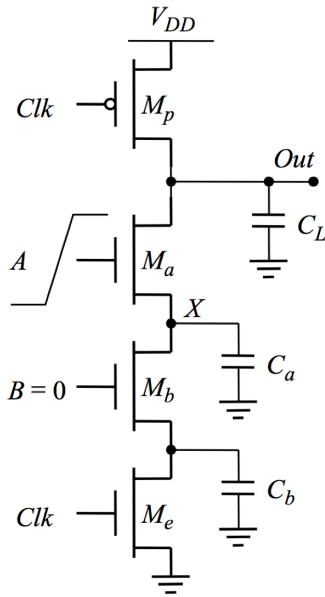 V_DD
Clk
M_p
Out
C_L
A
M_a
X
C_a
B = 0
M_b
C_b
Clk
M_e